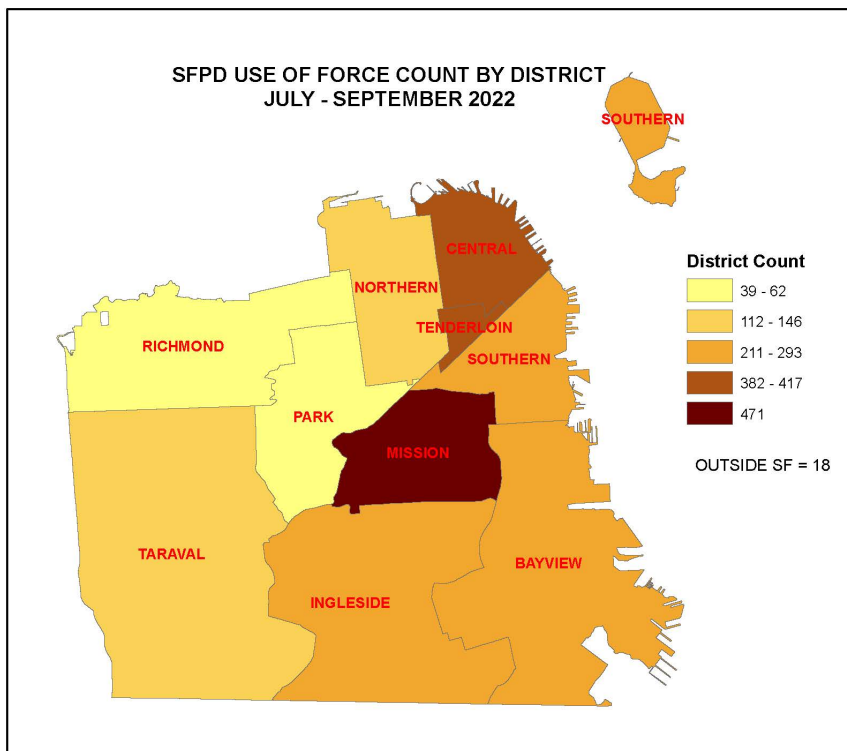 SFPD USE OF FORCE COUNT BY DISTRICT
JULY - SEPTEMBER 2022
SOUTHERN
CENTRAL
NORTHERN
TENDERLOIN
RICHMOND
SOUTHERN
PARK
MISSION
TARAVAL
BAYVIEW
INGLESIDE
District Count
39 - 62
112 - 146
211 - 293
382 - 417
471
OUTSIDE SF = 18